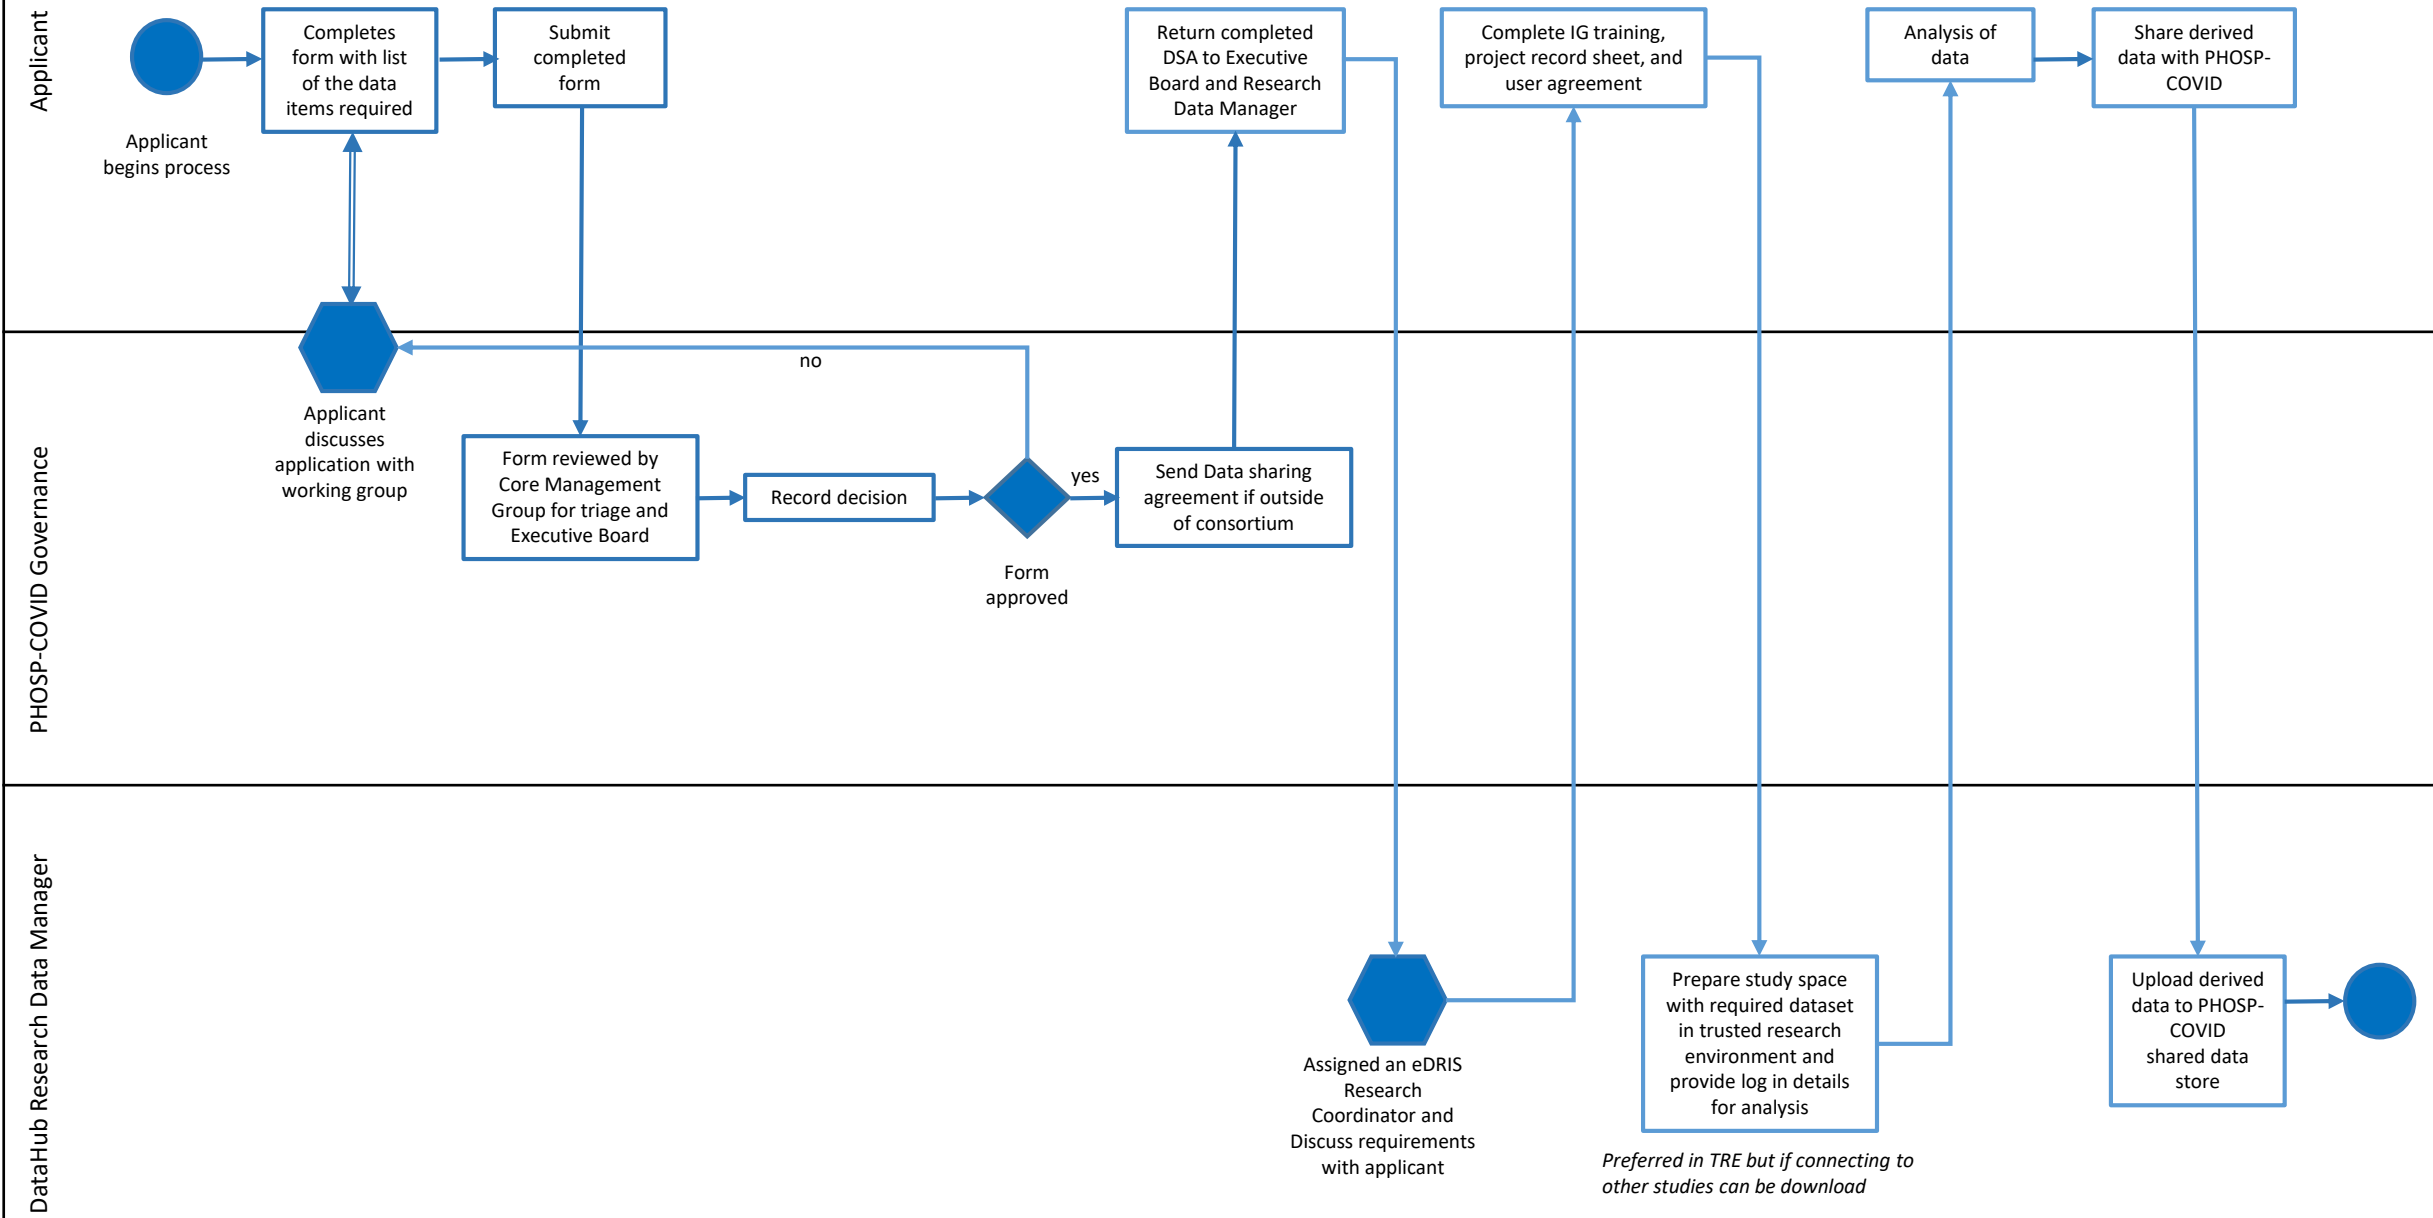 Applicant
Applicant
begins process
Completes
form with list
of the data
items required
Submit
completed
form
Return completed
DSA to Executive
Board and Research
Data Manager
Complete IG training,
project record sheet, and
user agreement
Analysis of
data
Share derived
data with PHOSP-
COVID
PHOSP-COVID Governance
no
Applicant
discusses
application with
working group
Form reviewed by
Core Management
Group for triage and
Executive Board
Record decision
yes
Form
approved
Send Data sharing
agreement if outside
of consortium
DataHub Research Data Manager
Assigned an eDRIS
Research
Coordinator and
Discuss requirements
with applicant
Prepare study space
with required dataset
in trusted research
environment and
provide log in details
for analysis
Preferred in TRE but if connecting to
other studies can be download
Upload derived
data to PHOSP-
COVID
shared data
store